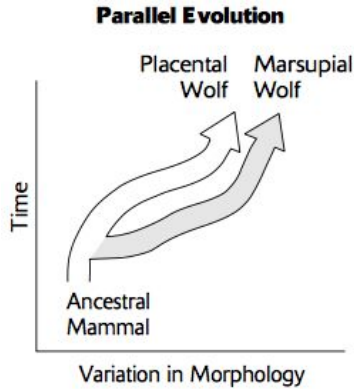 Parallel Evolution
Placental
Wolf
Marsupial
Wolf
Time
Ancestral
Mammal
Variation in Morphology